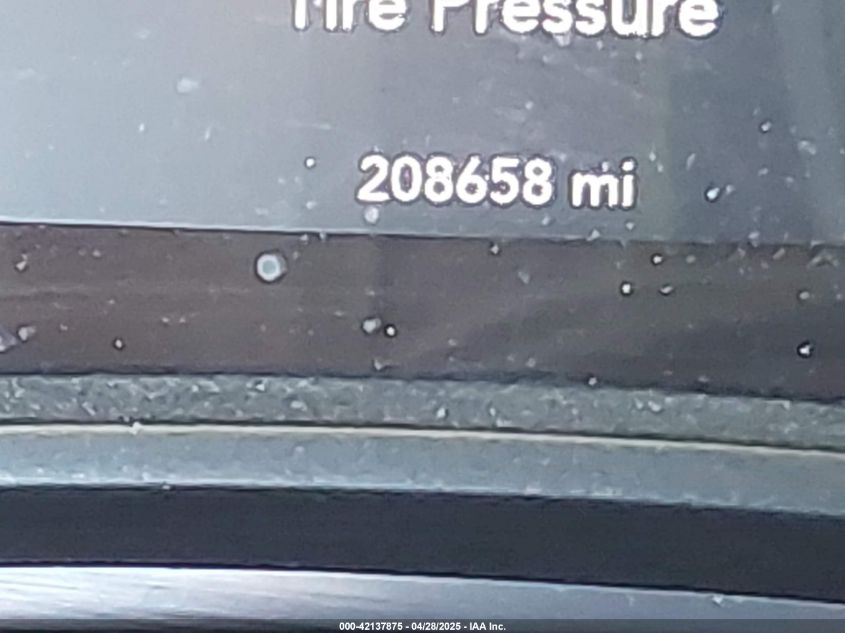 Tire Pressure
208658 mi
000-42137875 - 04/28/2025 - IAA Inc.